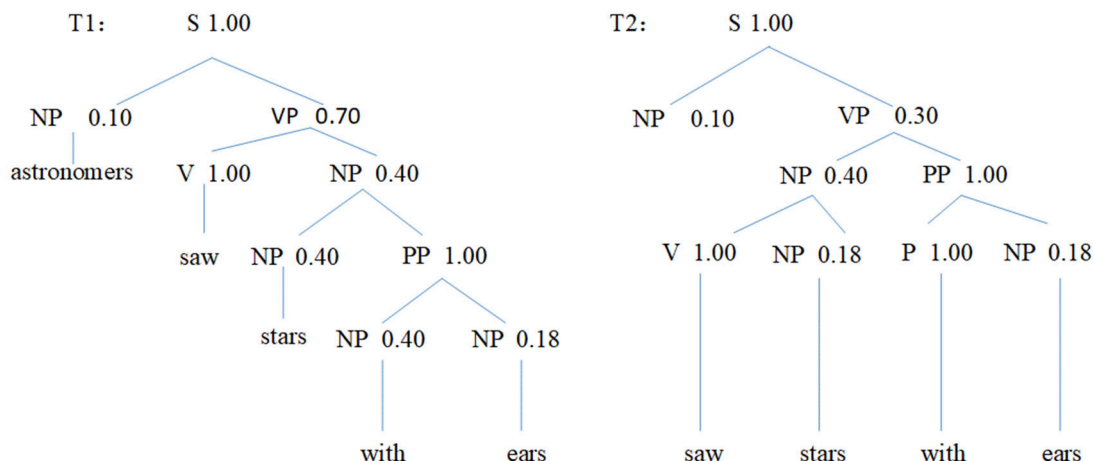 T1: S 1.00
NP 0.10 VP 0.70
astronomers V 1.00 NP 0.40
saw NP 0.40 PP 1.00
stars NP 0.40 NP 0.18
with ears
T2: S 1.00
NP 0.10 VP 0.30
NP 0.40 PP 1.00
V 1.00 NP 0.18 P 1.00 NP 0.18
saw stars with ears